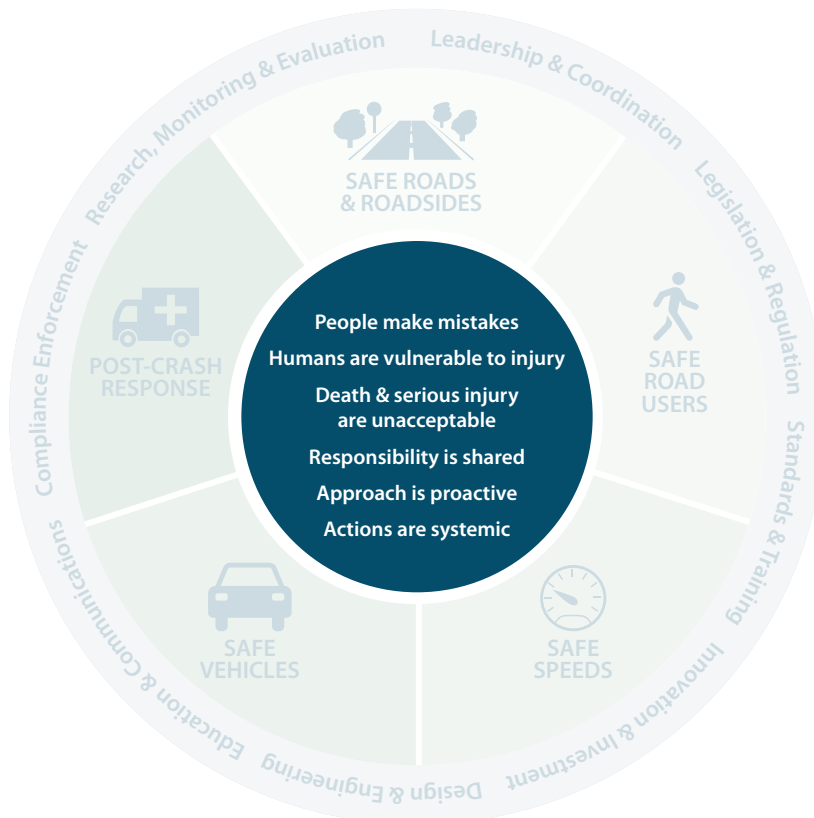 Leadership & Coordination
Legislation & Regulation
Standards & Training
Innovation & Investment
Design & Engineering
Education & Communications
Compliance Enforcement
Research, Monitoring & Evaluation
SAFE ROADS
& ROADSIDES
SAFE
ROAD
USERS
SAFE
SPEEDS
SAFE
VEHICLES
POST-CRASH
RESPONSE
People make mistakes
Humans are vulnerable to injury
Death & serious injury
are unacceptable
Responsibility is shared
Approach is proactive
Actions are systemic